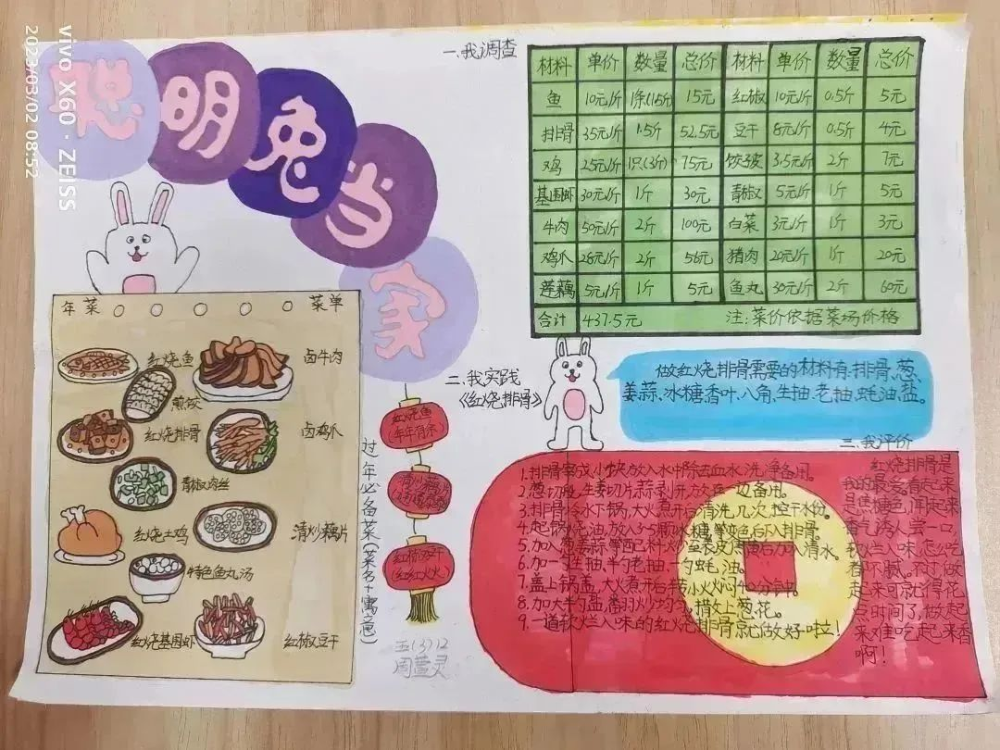 vivo X60 · ZEISS
2023/03/02 08:52
聪明兔当家
一.我调查
材料 单价 数量 总价 材料 单价 数量 总价
鱼 10元/斤 1条(1.5斤) 15元 红椒 10元/斤 0.5斤 5元
排骨 35元/斤 1.5斤 52.5元 豆干 8元/斤 0.5斤 4元
鸡 25元/斤 1只(3斤) 75元 饺子皮 3.5元/斤 2斤 7元
基围虾 30元/斤 1斤 30元 青椒 5元/斤 1斤 5元
牛肉 50元/斤 2斤 100元 白菜 3元/斤 1斤 3元
鸡爪 28元/斤 2斤 56元 猪肉 20元/斤 1斤 20元
莲藕 5元/斤 1斤 5元 鱼丸 30元/斤 2斤 60元
合计 437.5元 注:菜价依据菜场价格
年菜 菜单
红烧鱼 卤牛肉
煎饺
红烧排骨 卤鸡爪
青椒肉丝
红烧土鸡 清炒藕片
特色鱼丸汤
红烧基围虾 红椒豆干
过年必备菜(菜名+寓意)
红烧鱼
(年年有余)
藕片
红椒豆干
(红红火火)
五(3)12
周萱灵
二.我实践
《红烧排骨》
做红烧排骨需要的材料有:排骨、葱、
姜蒜、冰糖、香叶、八角、生抽、老抽、蚝油、盐。
1.排骨剁成小快放入水中除去血水.洗净备用。
2.葱切段,生姜切片蒜剥开,放在一边备用。
3.排骨冷水下锅,大火煮开后清洗几次,控干水份。
4.起锅烧油,放入3-5颗冰糖,等变色后下入排骨。
5.加入葱姜蒜等西己料火
6.加一勺生抽,半勺老抽,一勺蚝油。
7.盖上锅盖,大火煮开后转小火焖40分钟。
8.加大半勺盐,翻炒均匀,撒上葱花。
9.一道软烂入味的红烧排骨就做好啦!
三.我评价
红烧排骨是
我的最多看起来
是焦糖色,闻起来
香气诱人尝一口,
软烂入味,怎么吃
都不腻。不过做
起来可就得花
点时间了,做起
来难吃起来香
啊!